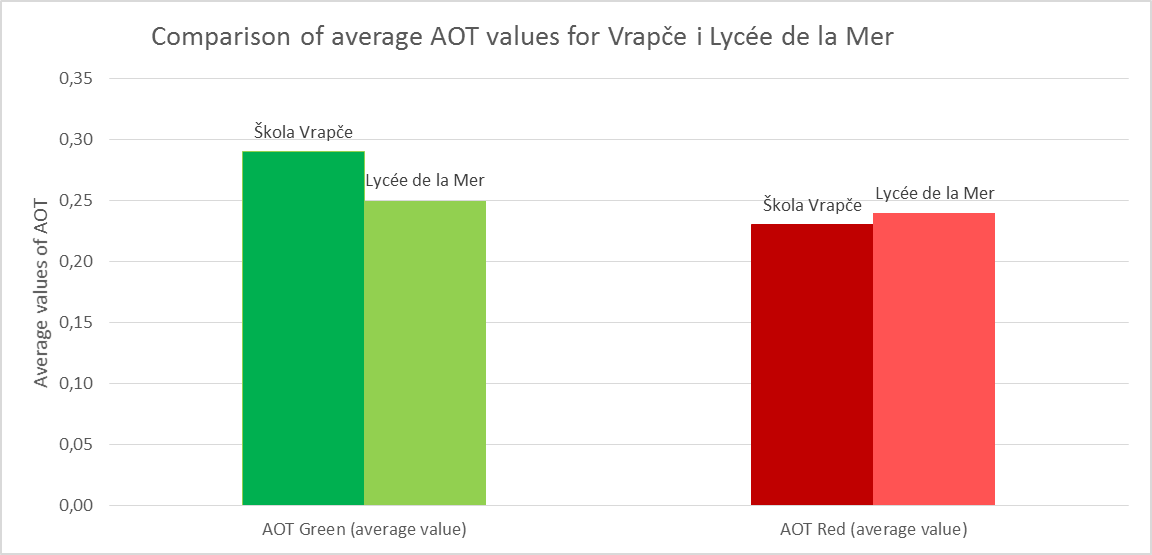 Comparison of average AOT values for Vrapče i Lycée de la Mer
Average values of AOT
0,35
0,30
0,25
0,20
0,15
0,10
0,05
0,00
Škola Vrapče
Lycée de la Mer
Škola Vrapče
Lycée de la Mer
AOT Green (average value)
AOT Red (average value)